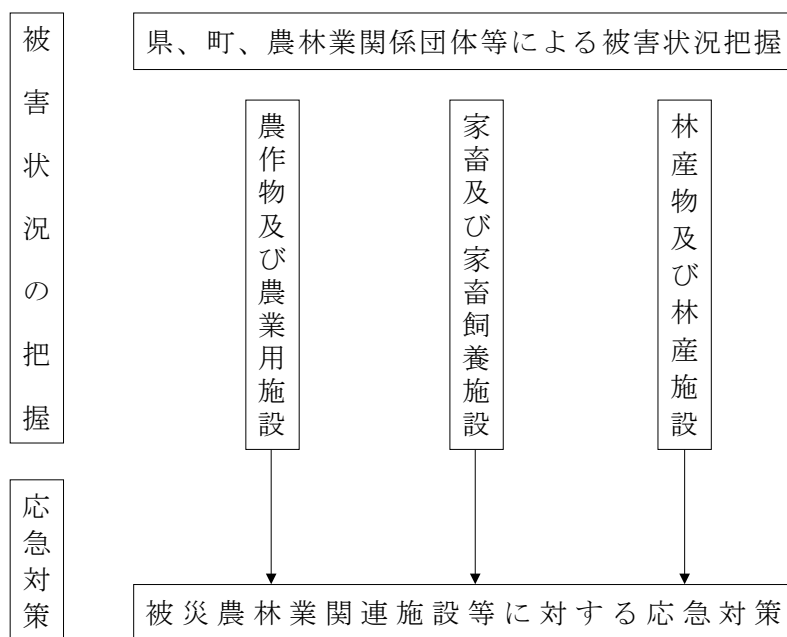 被害状況の把握
県、町、農林業関係団体等による被害状況把握
農作物及び農業用施設
家畜及び家畜飼養施設
林産物及び林産施設
応急対策
被災農林業関連施設等に対する応急対策